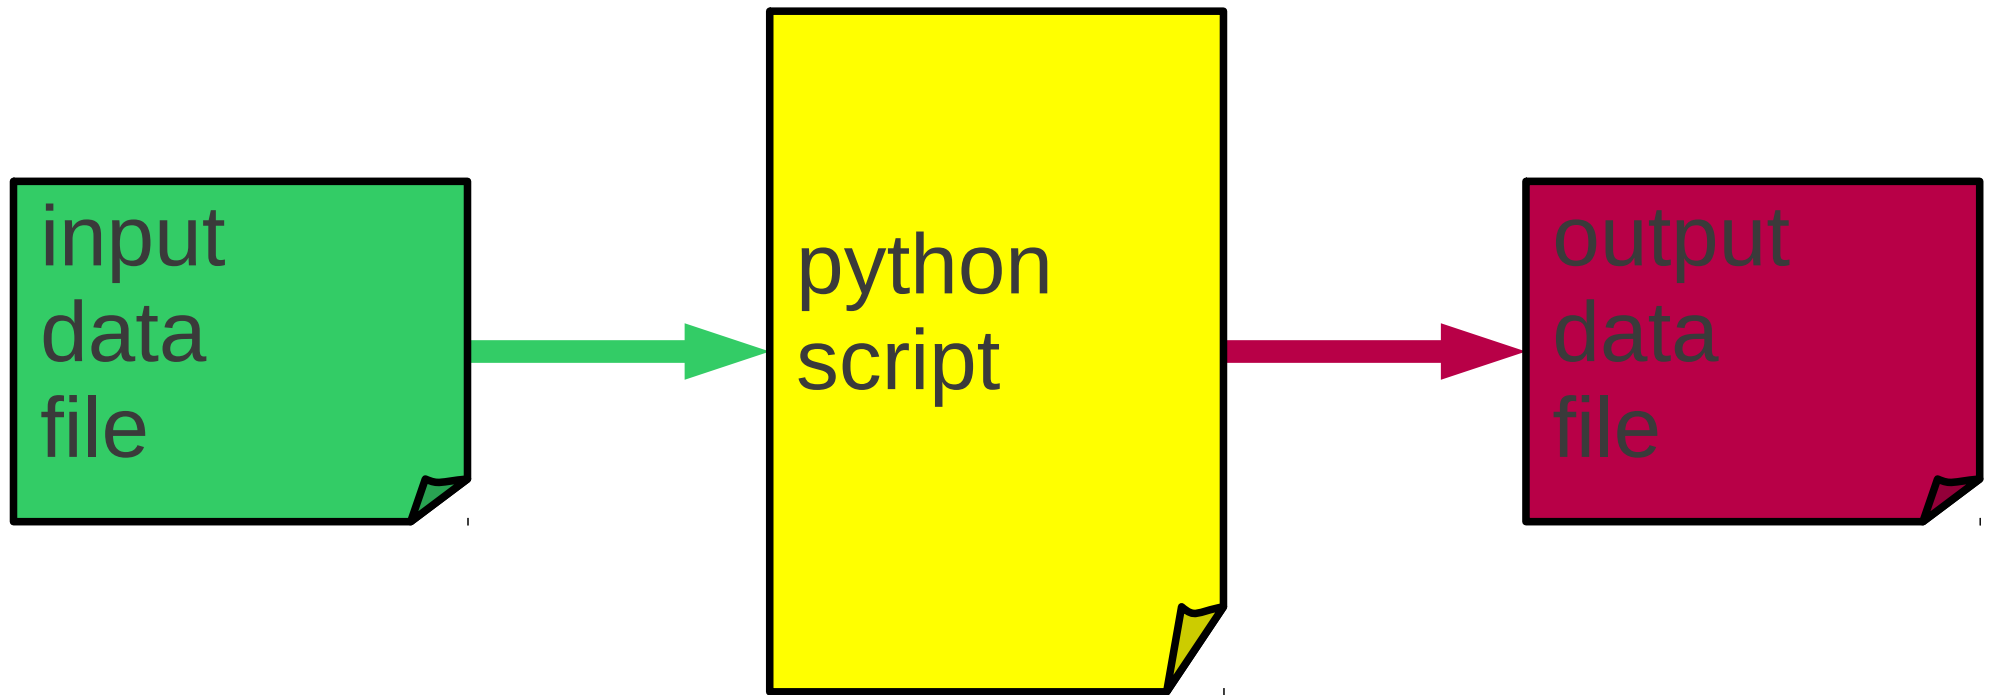 input
data
file
python
script
output
data
file